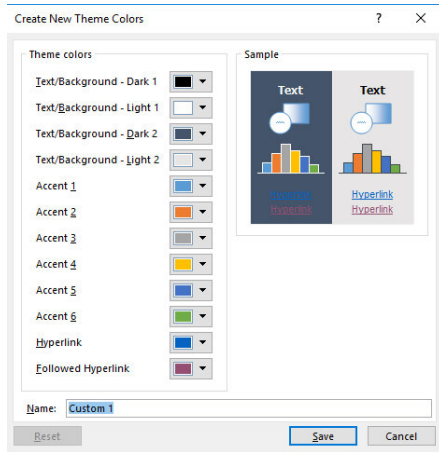 Create New Theme Colors ? ×
Theme colors
Text/Background - Dark 1
Text/Background - Light 1
Text/Background - Dark 2
Text/Background - Light 2
Accent 1
Accent 2
Accent 3
Accent 4
Accent 5
Accent 6
Hyperlink
Followed Hyperlink
Sample
Text Text
Hyperlink Hyperlink
Hyperlink Hyperlink
Name: Custom 1
Reset Save Cancel